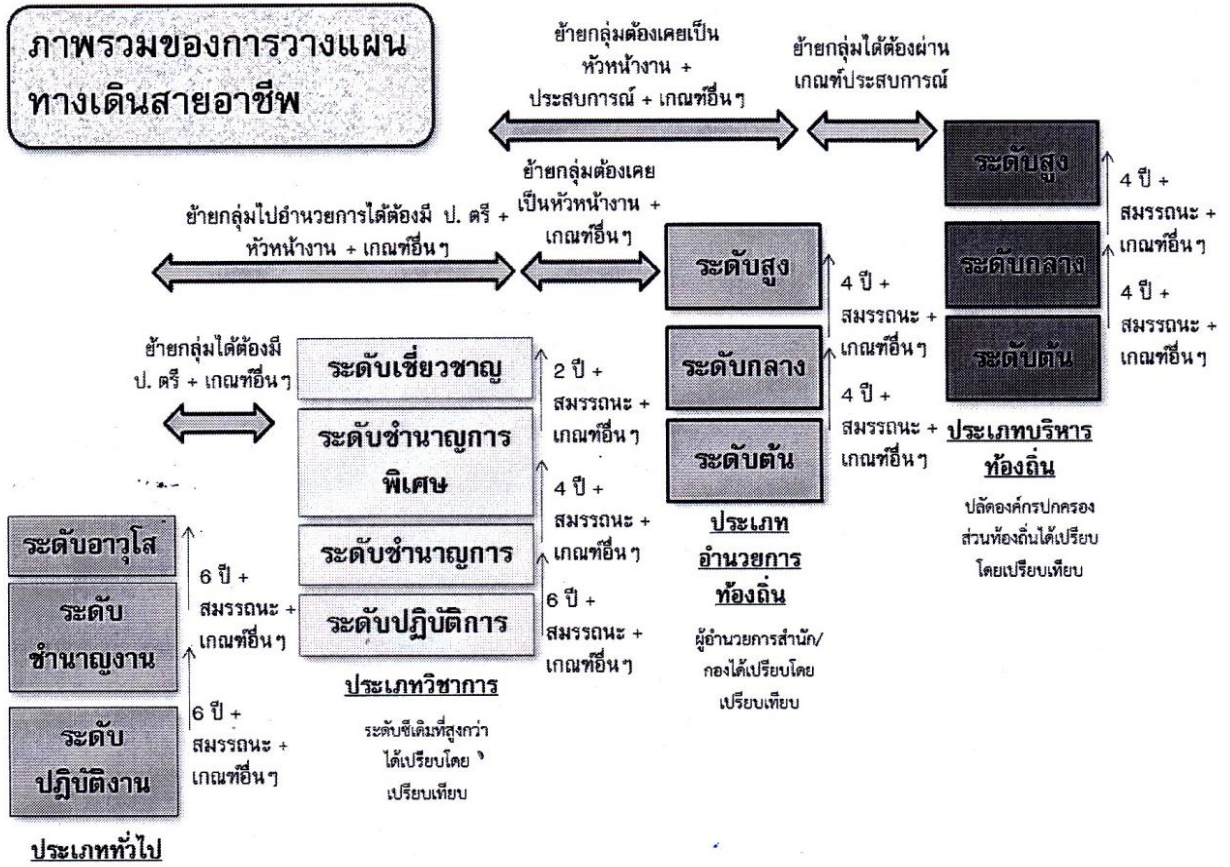 ภาพรวมของการวางแผน
ทางเดินสายอาชีพ
ย้ายกลุ่มต้องเคยเป็น
หัวหน้างาน +
ประสบการณ์ + เกณฑ์อื่นๆ
ย้ายกลุ่มได้ต้องผ่าน
เกณฑ์ประสบการณ์
ย้ายกลุ่มไปอำนวยการได้ต้องมี ป. ตรี +
หัวหน้างาน + เกณฑ์อื่นๆ
ย้ายกลุ่มต้องเคย
เป็นหัวหน้างาน +
เกณฑ์อื่นๆ
ย้ายกลุ่มได้ต้องมี
ป. ตรี + เกณฑ์อื่นๆ
ระดับอาวุโส
ระดับ
ชำนาญงาน
ระดับ
ปฏิบัติงาน
6 ปี +
สมรรถนะ +
เกณฑ์อื่นๆ
6 ปี +
สมรรถนะ +
เกณฑ์อื่นๆ
ประเภททั่วไป
ระดับเชี่ยวชาญ
ระดับชำนาญการ
พิเศษ
ระดับชำนาญการ
ระดับปฏิบัติการ
2 ปี +
สมรรถนะ +
เกณฑ์อื่นๆ
4 ปี +
สมรรถนะ +
เกณฑ์อื่นๆ
6 ปี +
สมรรถนะ +
เกณฑ์อื่นๆ
ประเภทวิชาการ
ระดับซีเดิมที่สูงกว่า
ได้เปรียบโดย
เปรียบเทียบ
ระดับสูง
ระดับกลาง
ระดับต้น
4 ปี +
สมรรถนะ +
เกณฑ์อื่นๆ
4 ปี +
สมรรถนะ +
เกณฑ์อื่นๆ
ประเภท
อำนวยการ
ท้องถิ่น
ผู้อำนวยการสำนัก/
กองได้เปรียบโดย
เปรียบเทียบ
ระดับสูง
ระดับกลาง
ระดับต้น
4 ปี +
สมรรถนะ +
เกณฑ์อื่นๆ
4 ปี +
สมรรถนะ +
เกณฑ์อื่นๆ
ประเภทบริหาร
ท้องถิ่น
ปลัดองค์กรปกครอง
ส่วนท้องถิ่นได้เปรียบ
โดยเปรียบเทียบ